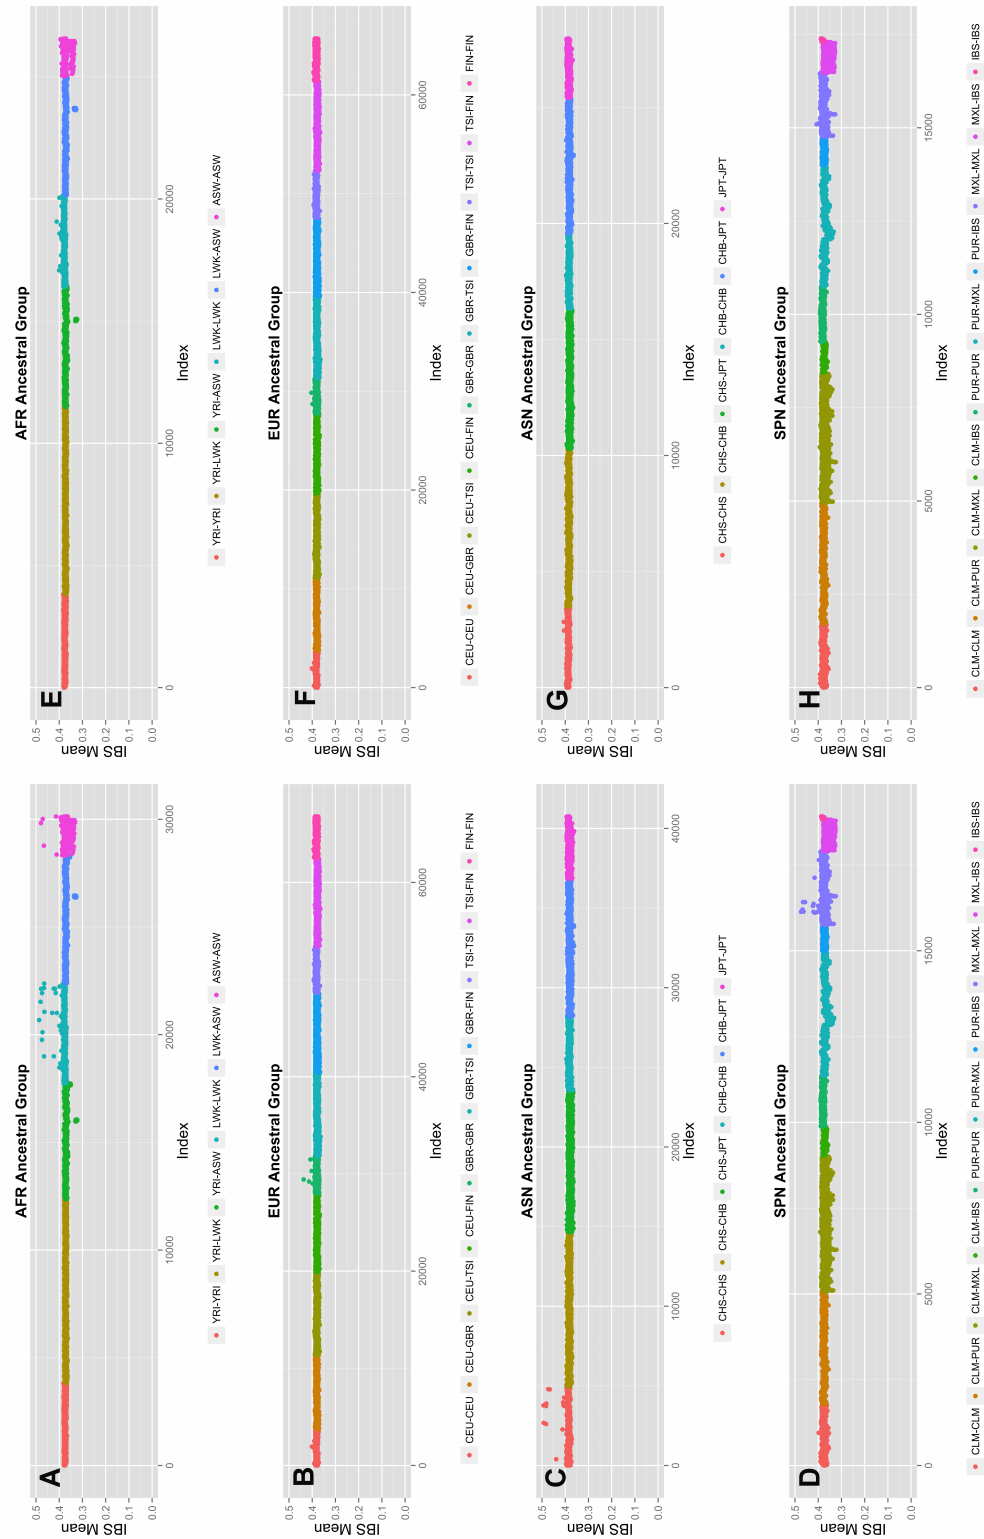 A
AFR Ancestral Group
IBS Mean
0.5
0.4
0.3
0.2
0.1
0.0
0 10000 20000 30000
Index
YRI-YRI YRI-LWK YRI-ASW LWK-LWK LWK-ASW ASW-ASW
E
AFR Ancestral Group
IBS Mean
0.5
0.4
0.3
0.2
0.1
0.0
0 10000 20000
Index
YRI-YRI YRI-LWK YRI-ASW LWK-LWK LWK-ASW ASW-ASW
B
EUR Ancestral Group
IBS Mean
0.5
0.4
0.3
0.2
0.1
0.0
0 20000 40000 60000
Index
CEU-CEU CEU-GBR CEU-TSI CEU-FIN GBR-GBR GBR-TSI GBR-FIN TSI-TSI TSI-FIN FIN-FIN
F
EUR Ancestral Group
IBS Mean
0.5
0.4
0.3
0.2
0.1
0.0
0 20000 40000 60000
Index
CEU-CEU CEU-GBR CEU-TSI CEU-FIN GBR-GBR GBR-TSI GBR-FIN TSI-TSI TSI-FIN FIN-FIN
C
ASN Ancestral Group
IBS Mean
0.5
0.4
0.3
0.2
0.1
0.0
0 10000 20000 30000 40000
Index
CHS-CHS CHS-CHB CHS-JPT CHB-CHB CHB-JPT JPT-JPT
G
ASN Ancestral Group
IBS Mean
0.5
0.4
0.3
0.2
0.1
0.0
0 10000 20000
Index
CHS-CHS CHS-CHB CHS-JPT CHB-CHB CHB-JPT JPT-JPT
D
SPN Ancestral Group
IBS Mean
0.5
0.4
0.3
0.2
0.1
0.0
0 5000 10000 15000
Index
CLM-CLM CLM-PUR CLM-MXL CLM-IBS PUR-PUR PUR-MXL PUR-IBS MXL-MXL MXL-IBS IBS-IBS
H
SPN Ancestral Group
IBS Mean
0.5
0.4
0.3
0.2
0.1
0.0
0 5000 10000 15000
Index
CLM-CLM CLM-PUR CLM-MXL CLM-IBS PUR-PUR PUR-MXL PUR-IBS MXL-MXL MXL-IBS IBS-IBS